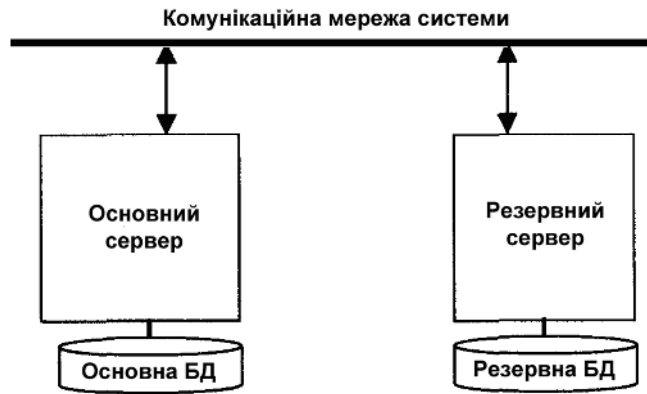 Комунікаційна мережа системи
Основний
сервер
Резервний
сервер
Основна БД
Резервна БД